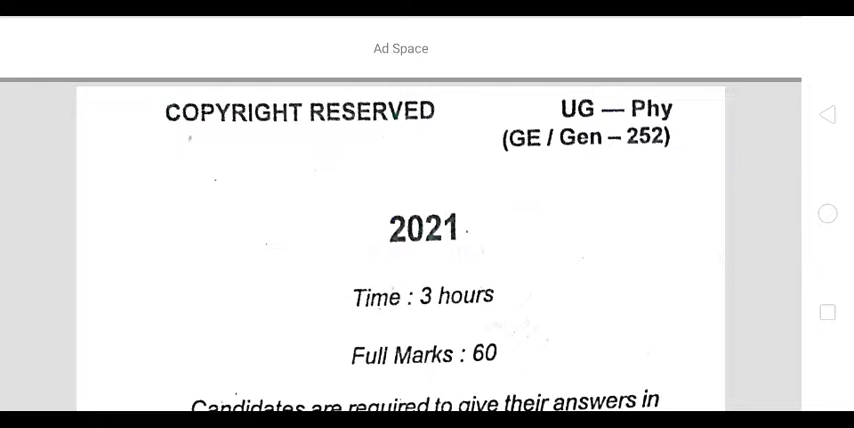 Ad Space
COPYRIGHT RESERVED
UG — Phy
(GE / Gen – 252)
2021
Time : 3 hours
Full Marks : 60
Candidates are required to give their answers in